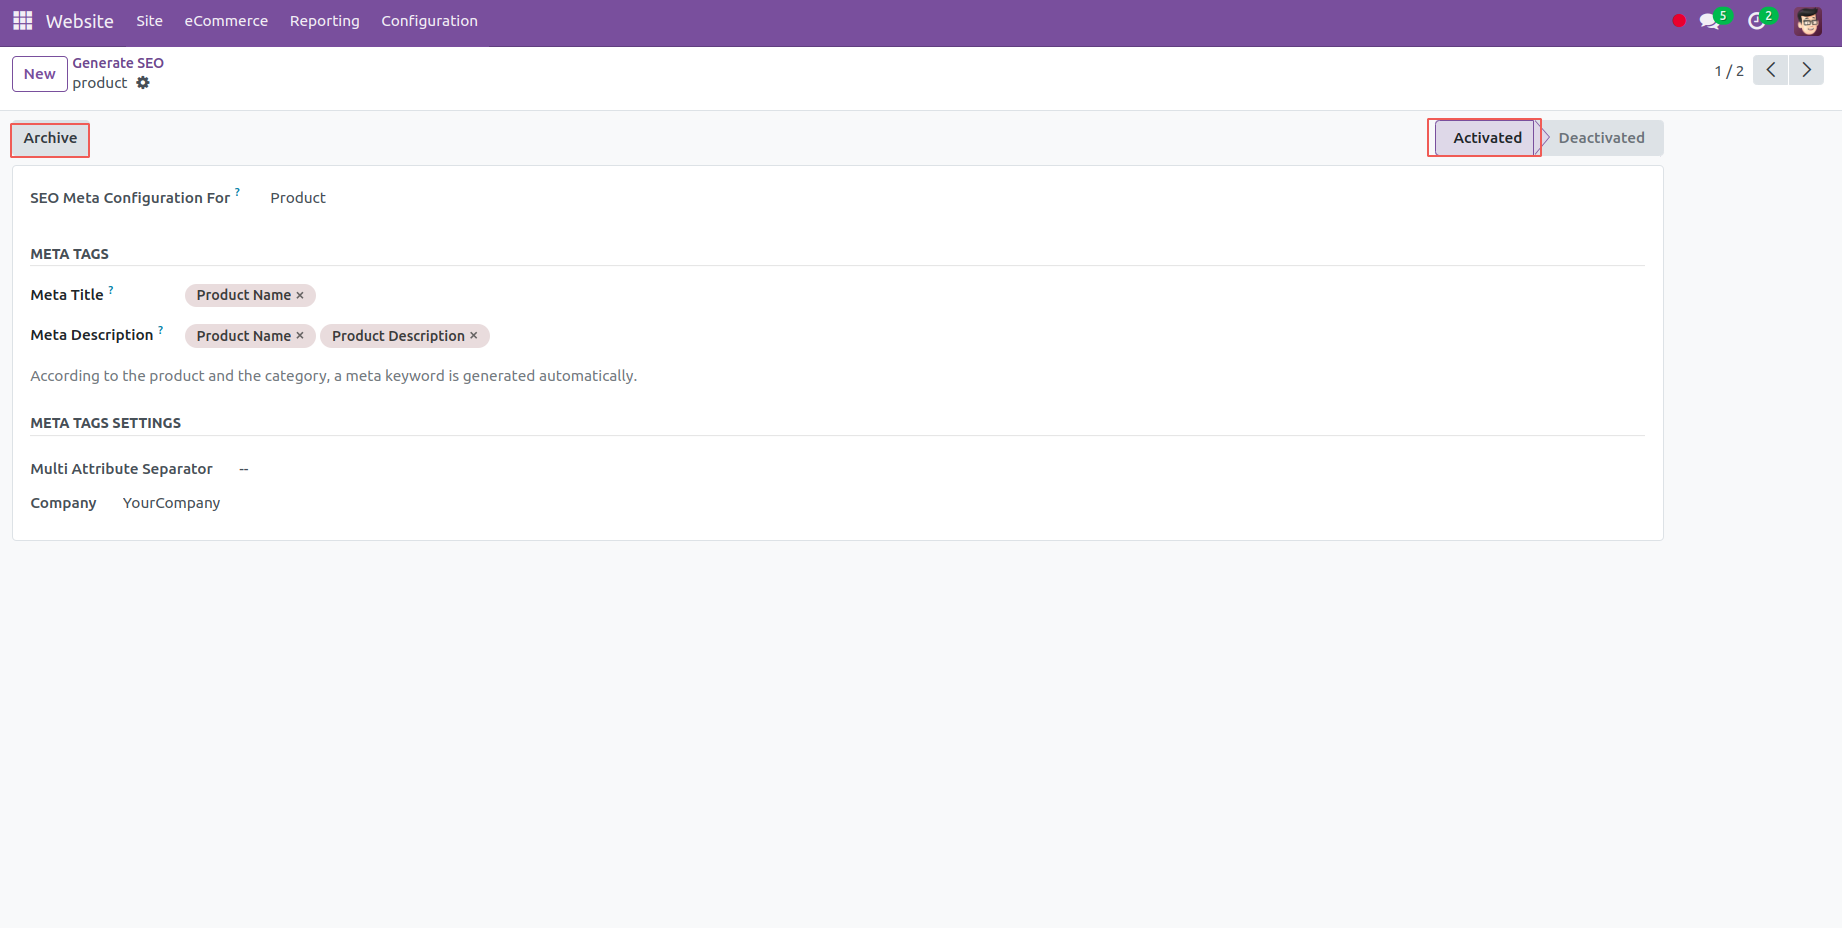 Website Site eCommerce Reporting Configuration 5 2
New
Generate SEO
product
1 / 2
Archive
Activated Deactivated
SEO Meta Configuration For ? Product
META TAGS
Meta Title ? Product Name ×
Meta Description ? Product Name × Product Description ×
According to the product and the category, a meta keyword is generated automatically.
META TAGS SETTINGS
Multi Attribute Separator --
Company YourCompany